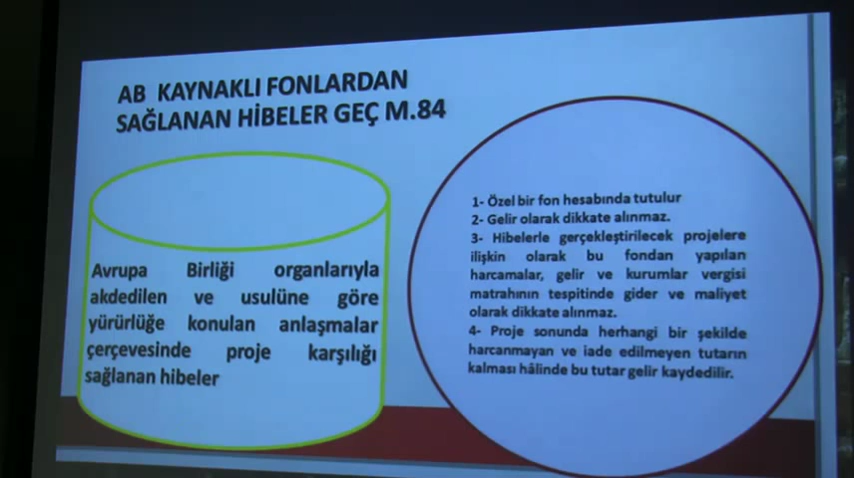 AB KAYNAKLI FONLARDAN
SAĞLANAN HİBELER GEÇ M.84
Avrupa Birliği organlarıyla
akdedilen ve usulüne göre
yürürlüğe konulan anlaşmalar
çerçevesinde proje karşılığı
sağlanan hibeler
1- Özel bir fon hesabında tutulur
2- Gelir olarak dikkate alınmaz.
3- Hibelerle gerçekleştirilecek projelere
ilişkin olarak bu fondan yapılan
harcamalar, gelir ve kurumlar vergisi
matrahının tespitinde gider ve maliyet
olarak dikkate alınmaz.
4- Proje sonunda herhangi bir şekilde
harcanmayan ve iade edilmeyen tutarın
kalması hâlinde bu tutar gelir kaydedilir.